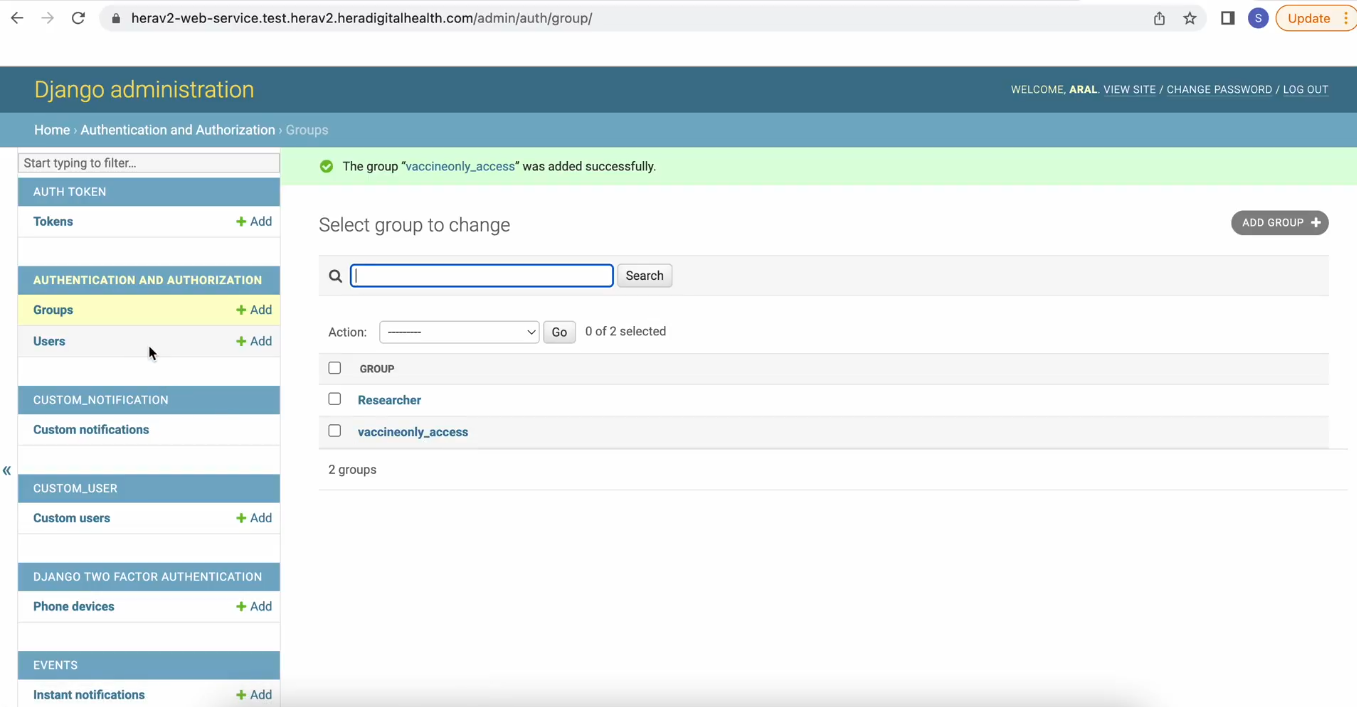 herav2-web-service.test.herav2.heradigitalhealth.com/admin/auth/group/
S
Update
Django administration
WELCOME, ARAL. VIEW SITE / CHANGE PASSWORD / LOG OUT
Home › Authentication and Authorization › Groups
Start typing to filter...
AUTH TOKEN
Tokens
+ Add
AUTHENTICATION AND AUTHORIZATION
Groups
+ Add
Users
+ Add
CUSTOM_NOTIFICATION
Custom notifications
CUSTOM_USER
Custom users
+ Add
DJANGO TWO FACTOR AUTHENTICATION
Phone devices
+ Add
EVENTS
Instant notifications
+ Add
«
The group “vaccineonly_access” was added successfully.
Select group to change
ADD GROUP +
Search
Action:
---------
Go
0 of 2 selected
GROUP
Researcher
vaccineonly_access
2 groups